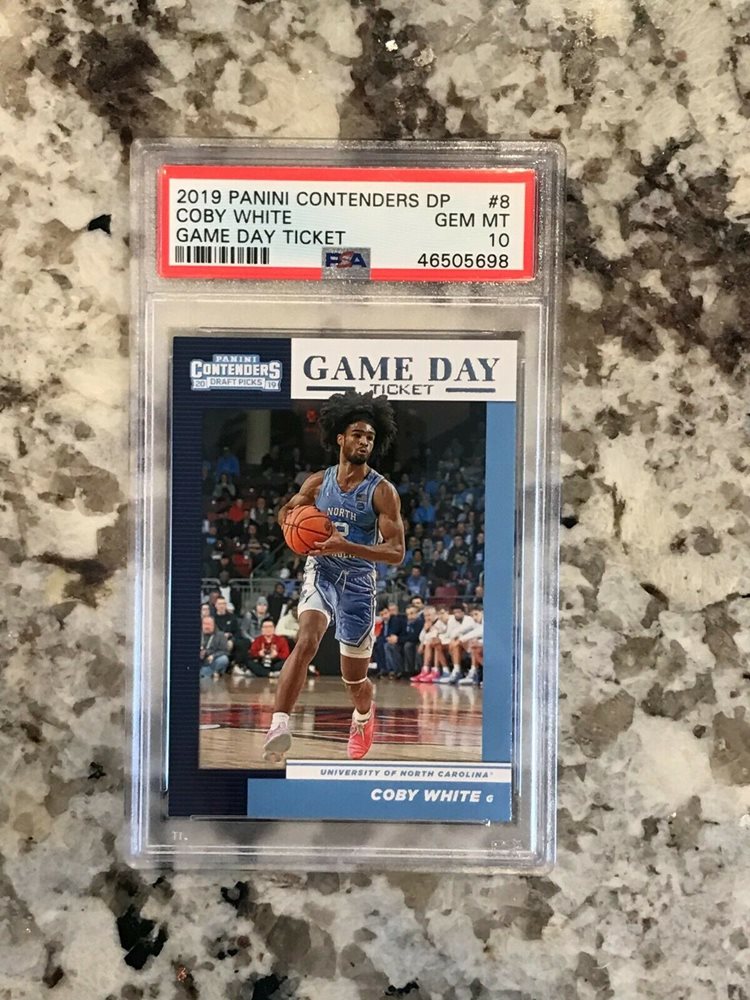 2019 PANINI CONTENDERS DP #8
COBY WHITE GEM MT
GAME DAY TICKET 10
PSA 46505698
PANINI
CONTENDERS
20 DRAFT PICKS 19
GAME DAY
TICKET
NORTH
UNIVERSITY OF NORTH CAROLINA
COBY WHITE G